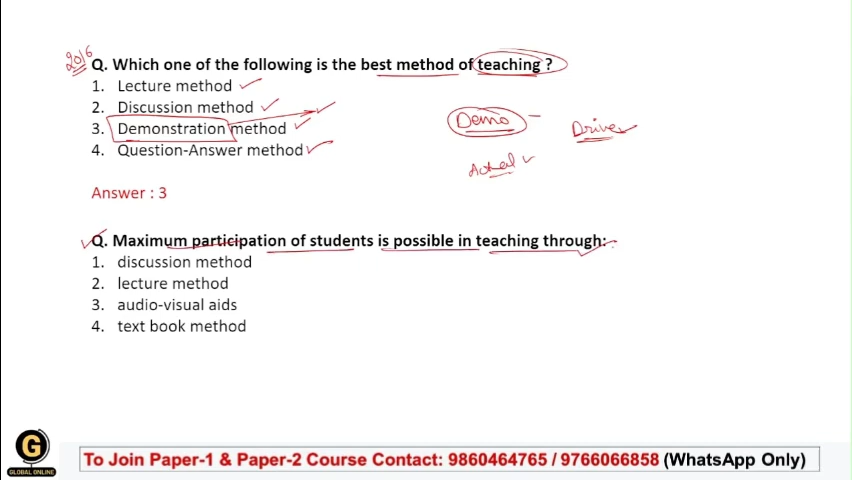 2016
Q. Which one of the following is the best method of teaching ?
1. Lecture method
2. Discussion method
3. Demonstration method
4. Question-Answer method
Demo
Driver
Actual
Answer : 3
Q. Maximum participation of students is possible in teaching through:
1. discussion method
2. lecture method
3. audio-visual aids
4. text book method
G
GLOBAL ONLINE
To Join Paper-1 & Paper-2 Course Contact: 9860464765 / 9766066858 (WhatsApp Only)